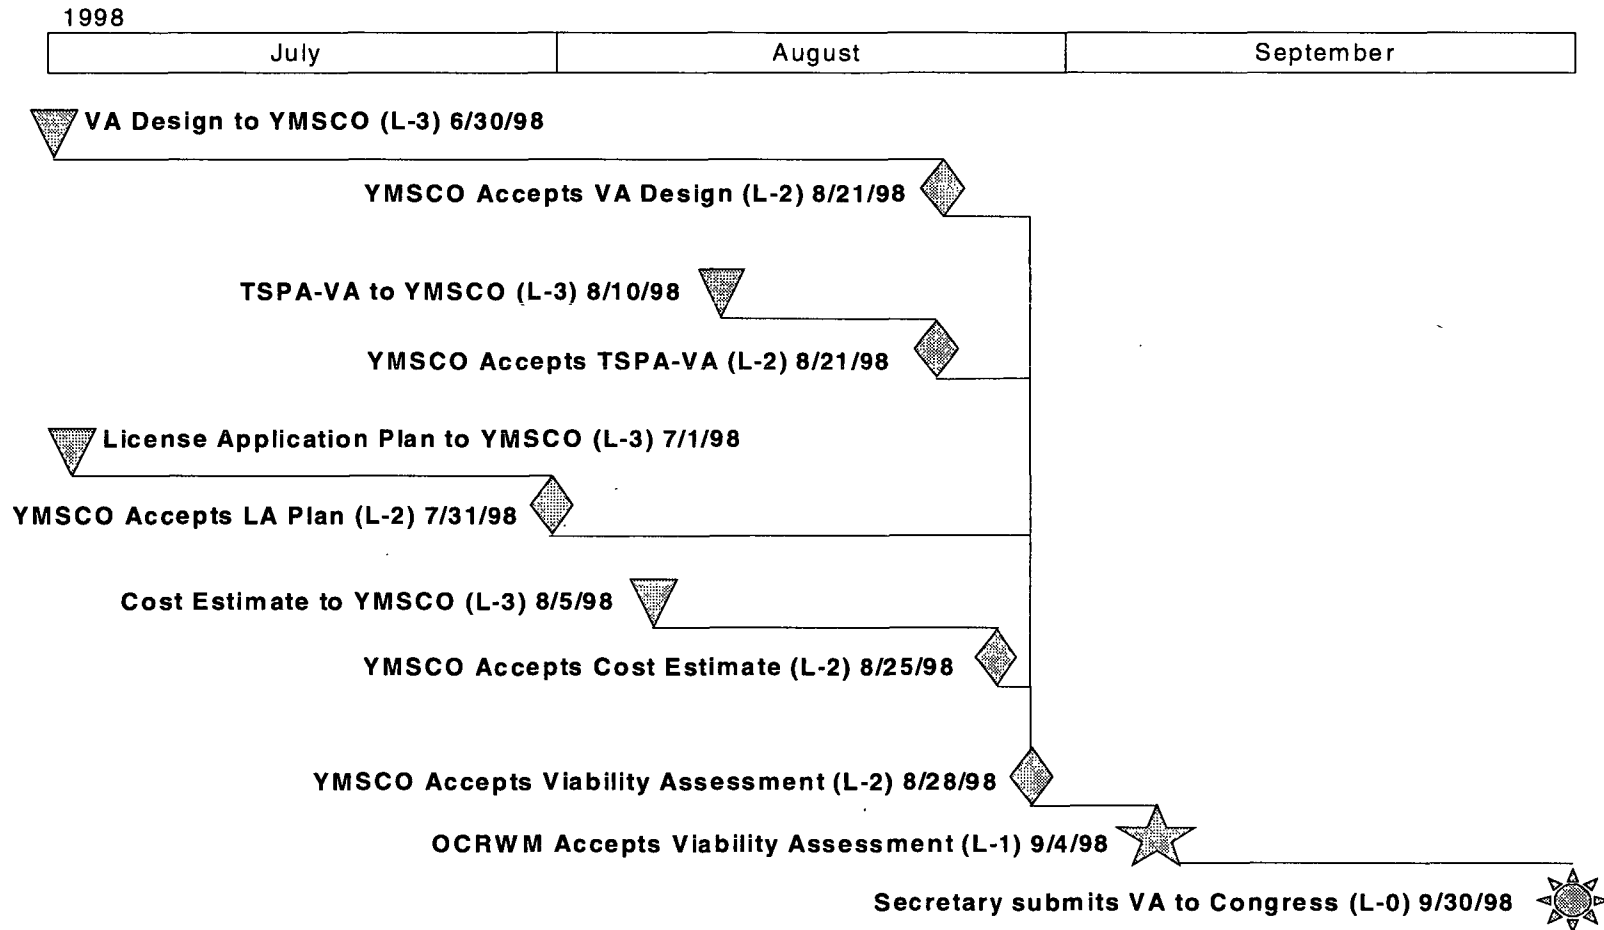 1998
July August September
VA Design to YMSCO (L-3) 6/30/98
YMSCO Accepts VA Design (L-2) 8/21/98
TSPA-VA to YMSCO (L-3) 8/10/98
YMSCO Accepts TSPA-VA (L-2) 8/21/98
License Application Plan to YMSCO (L-3) 7/1/98
YMSCO Accepts LA Plan (L-2) 7/31/98
Cost Estimate to YMSCO (L-3) 8/5/98
YMSCO Accepts Cost Estimate (L-2) 8/25/98
YMSCO Accepts Viability Assessment (L-2) 8/28/98
OCRWM Accepts Viability Assessment (L-1) 9/4/98
Secretary submits VA to Congress (L-0) 9/30/98